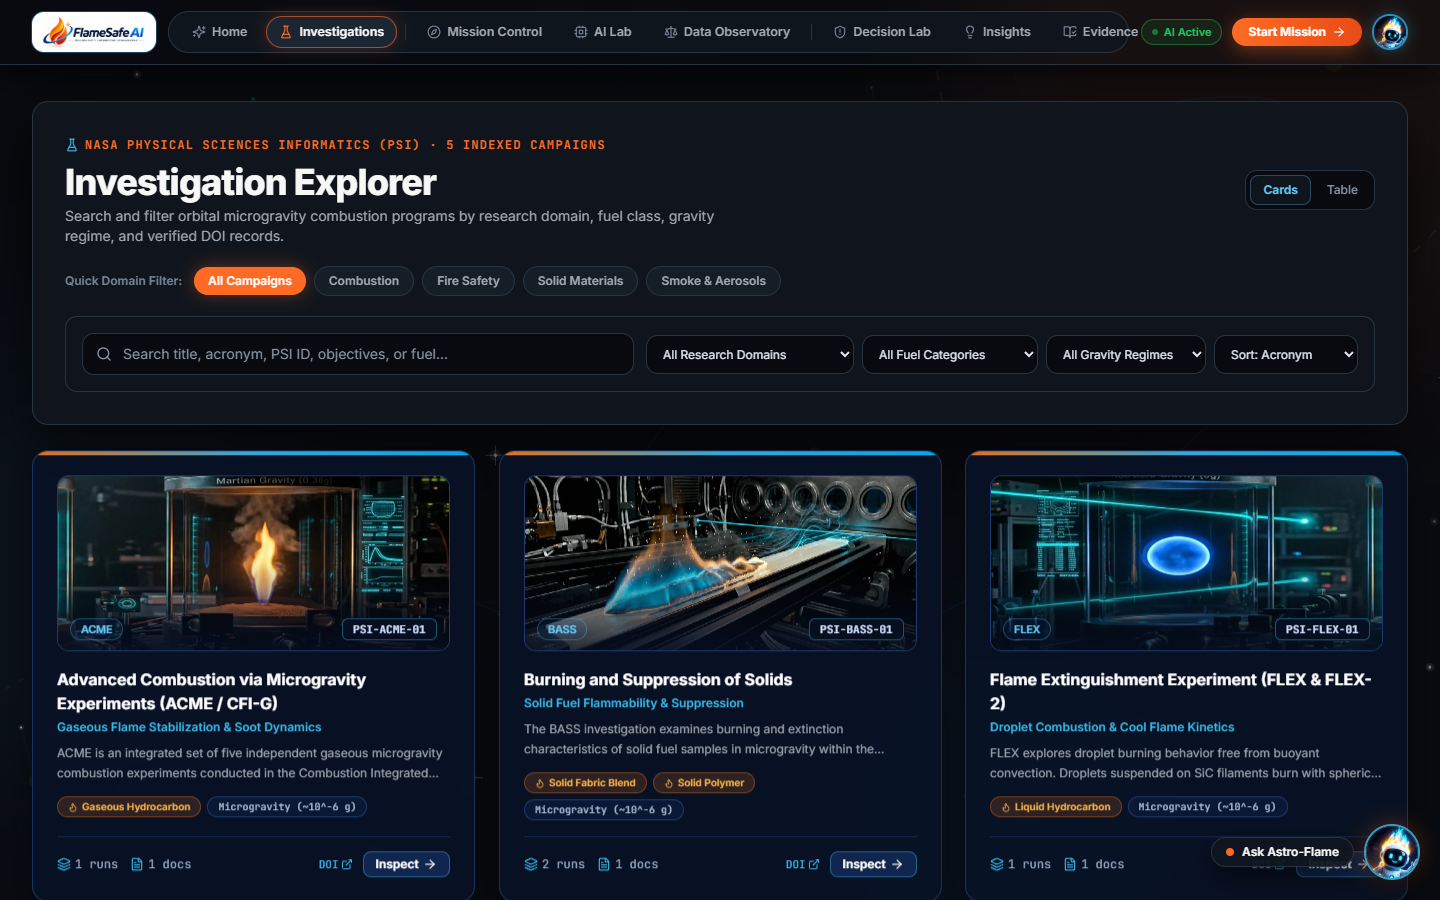 FlameSafe AI
Home
Investigations
Mission Control
AI Lab
Data Observatory
Decision Lab
Insights
Evidence
AI Active
Start Mission
NASA PHYSICAL SCIENCES INFORMATICS (PSI) · 5 INDEXED CAMPAIGNS
Investigation Explorer
Search and filter orbital microgravity combustion programs by research domain, fuel class, gravity
regime, and verified DOI records.
Cards
Table
Quick Domain Filter:
All Campaigns
Combustion
Fire Safety
Solid Materials
Smoke & Aerosols
Search title, acronym, PSI ID, objectives, or fuel...
All Research Domains
All Fuel Categories
All Gravity Regimes
Sort: Acronym
Martian Gravity (0.38g)
ACME
PSI-ACME-01
Advanced Combustion via Microgravity
Experiments (ACME / CFI-G)
Gaseous Flame Stabilization & Soot Dynamics
ACME is an integrated set of five independent gaseous microgravity
combustion experiments conducted in the Combustion Integrated...
Gaseous Hydrocarbon
Microgravity (~10^-6 g)
1 runs
1 docs
DOI
Inspect
BASS
PSI-BASS-01
Burning and Suppression of Solids
Solid Fuel Flammability & Suppression
The BASS investigation examines burning and extinction
characteristics of solid fuel samples in microgravity within the...
Solid Fabric Blend
Solid Polymer
Microgravity (~10^-6 g)
2 runs
1 docs
DOI
Inspect
FLEX
PSI-FLEX-01
Flame Extinguishment Experiment (FLEX & FLEX-
2)
Droplet Combustion & Cool Flame Kinetics
FLEX explores droplet burning behavior free from buoyant
convection. Droplets suspended on SiC filaments burn with spheric...
Liquid Hydrocarbon
Microgravity (~10^-6 g)
1 runs
1 docs
Ask Astro-Flame